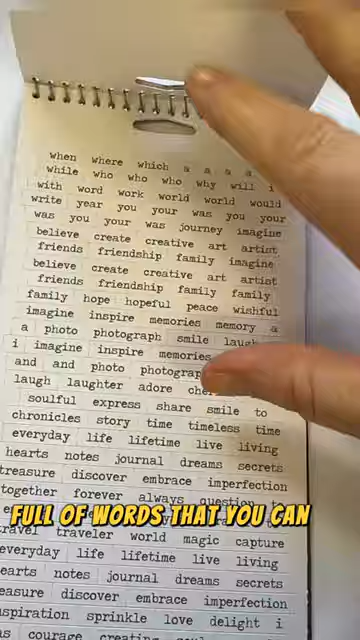 when where which a a a a
while who who who why will i
with word work world world would
write year you your was you your
was you your was journey imagine
believe create creative art artist
friends friendship family imagine
believe create creative art artist
friends friendship family family
family hope hopeful peace wishful
imagine inspire memories memory a
a photo photograph smile
i imagine inspire memories
and and photo
laugh laughter adore
soulful express share smile to
chronicles story time timeless time
everyday life lifetime live living
hearts notes journal dreams secrets
treasure discover embrace imperfection
together forever always question to
FULL OF WORDS THAT YOU CAN
travel traveler world magic capture
everyday life lifetime live living
hearts notes journal dreams secrets
treasure discover embrace imperfection
inspiration sprinkle love delight i
as courage creating